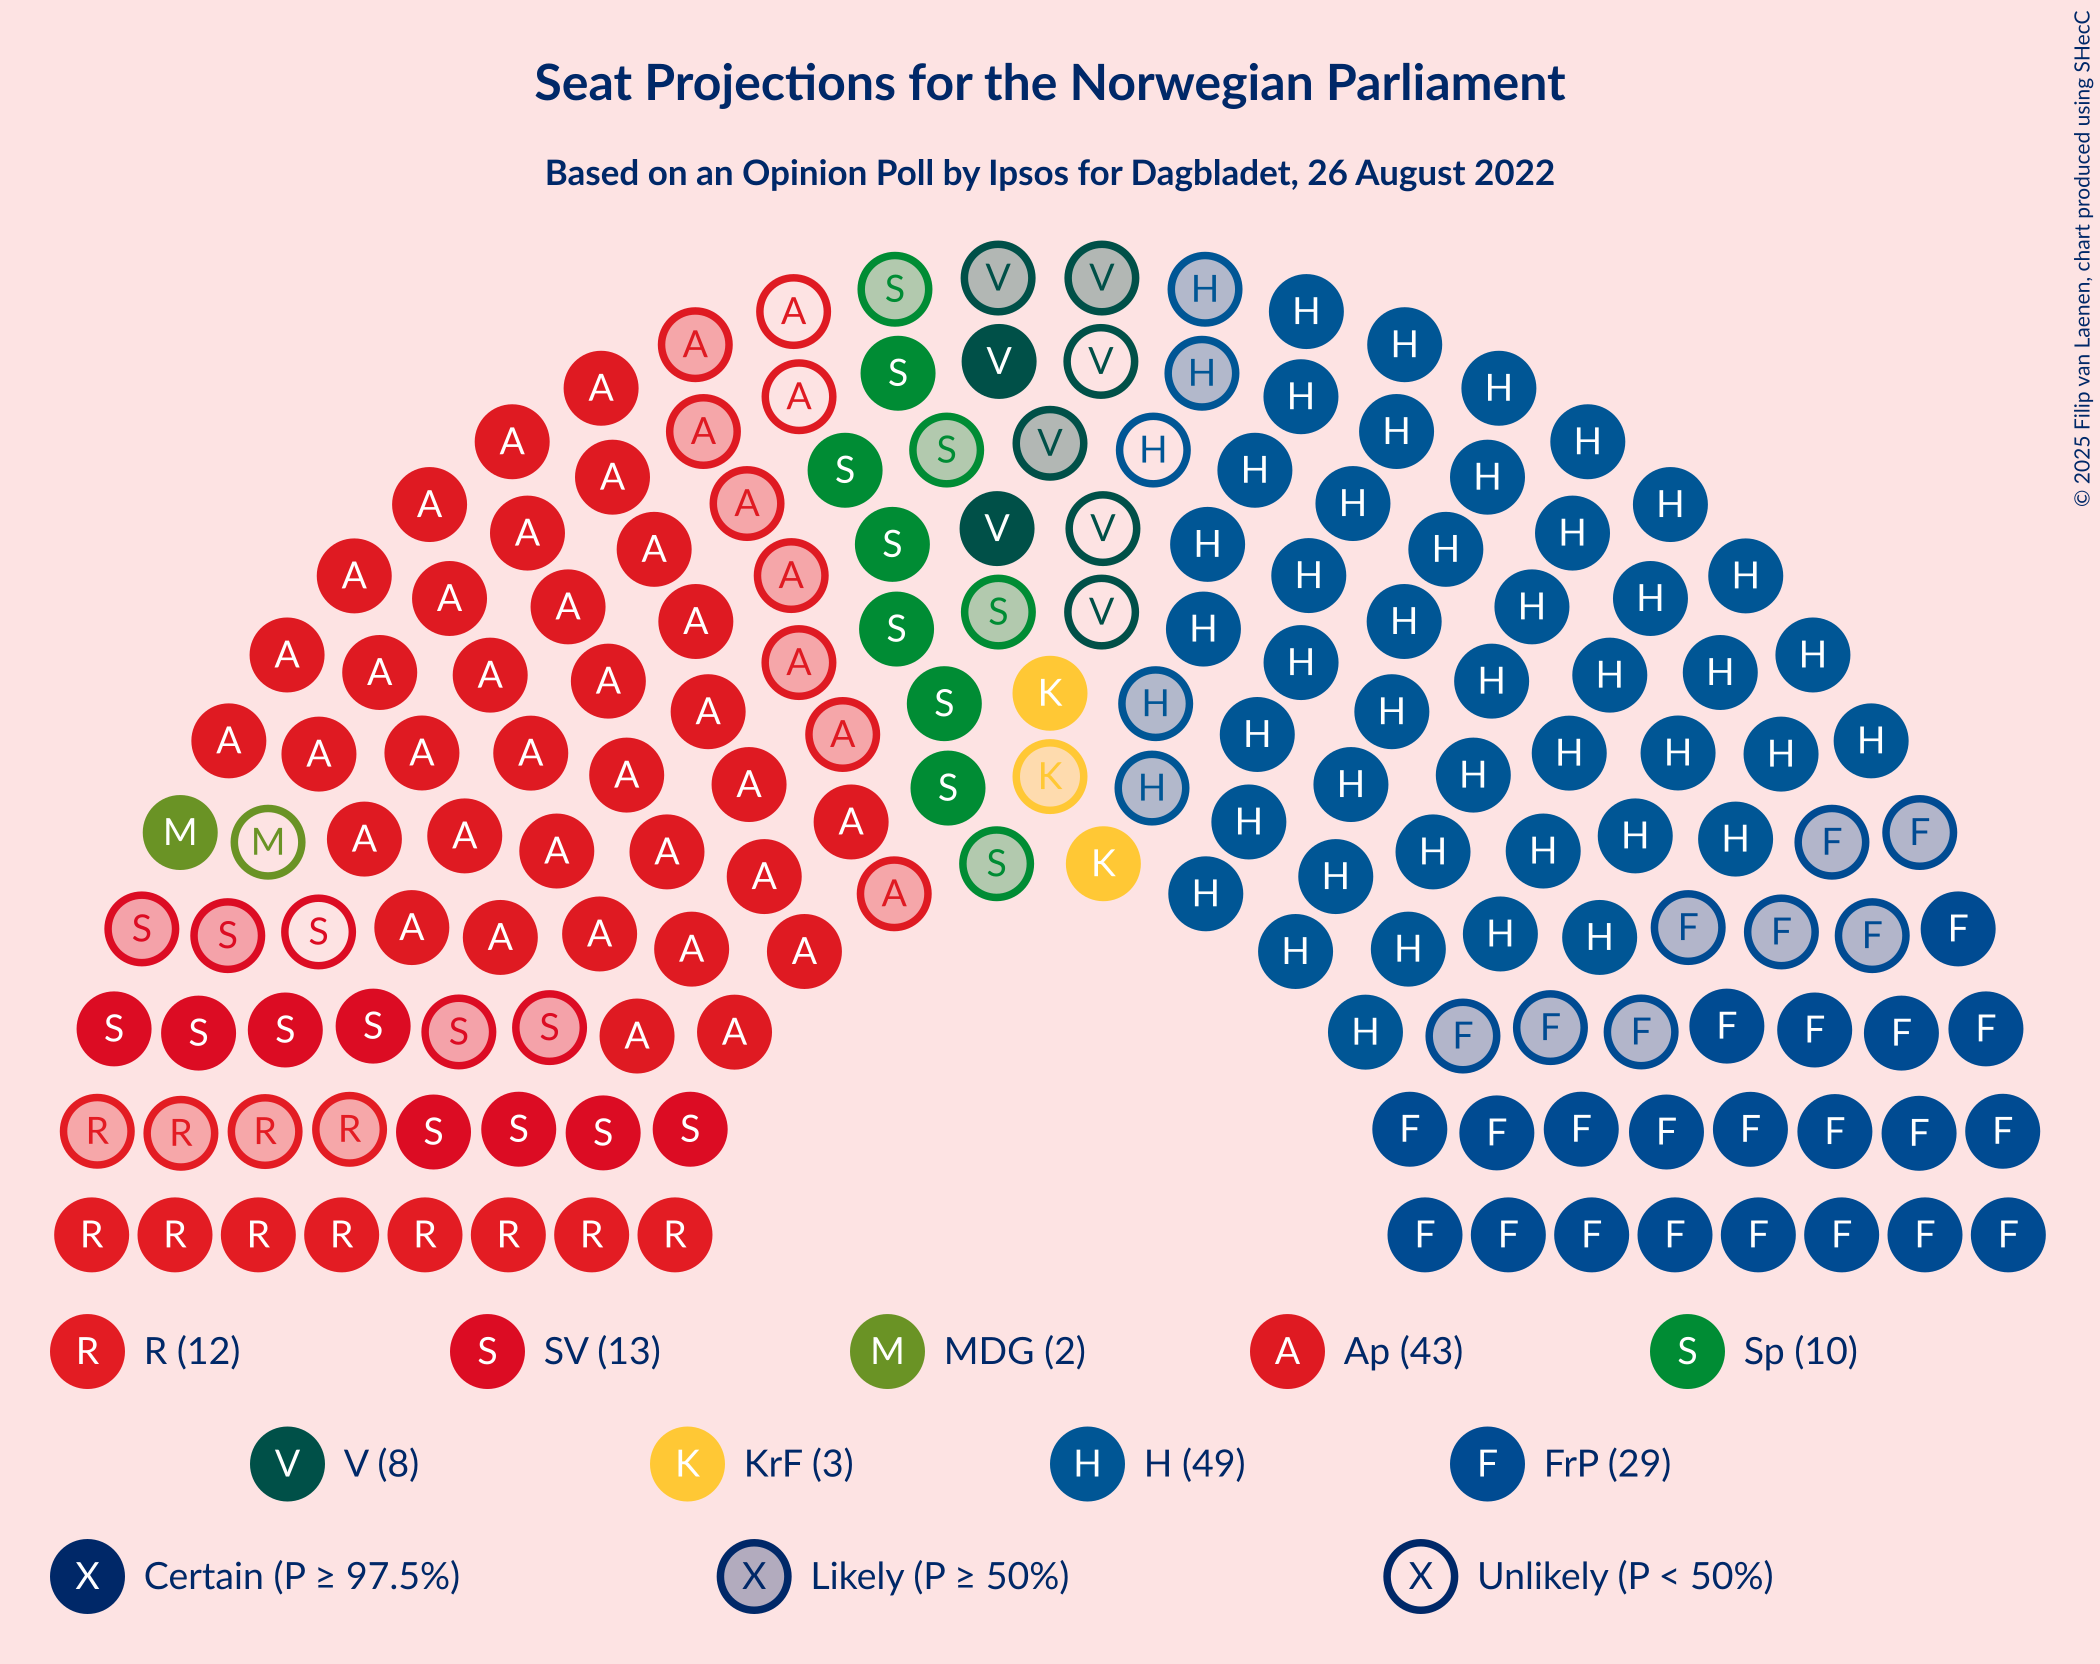 Seat Projections for the Norwegian Parliament
Based on an Opinion Poll by Ipsos for Dagbladet, 26 August 2022
© 2025 Filip van Laenen, chart produced using SHecC
S V V H
A A H H
A S V V H H
A A A H H H
A A S V H H H
A A S H H
A A A S V V H H H
A A A H H H
A A A S S V H H H
A A A H H H
A A A A S K H H H H
A A A A K H H H H
A A A A A S H H H H H
M M A A A A A A S K H H H H H H F F
S S S A A A A A A H H H H H F F F F
S S S S S S A A H F F F F F F F
R R R R S S S S F F F F F F F F
R R R R R R R R F F F F F F F F
R R (12) S SV (13) M MDG (2) A Ap (43) S Sp (10)
V V (8) K KrF (3) H H (49) F FrP (29)
X Certain (P ≥ 97.5%) X Likely (P ≥ 50%) X Unlikely (P < 50%)